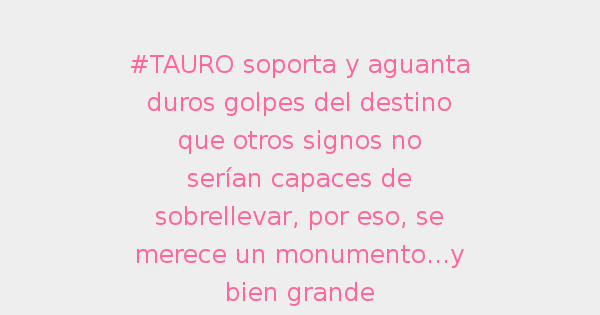 #TAURO soporta y aguanta
duros golpes del destino
que otros signos no
serían capaces de
sobrellevar, por eso, se
merece un monumento...y
bien grande